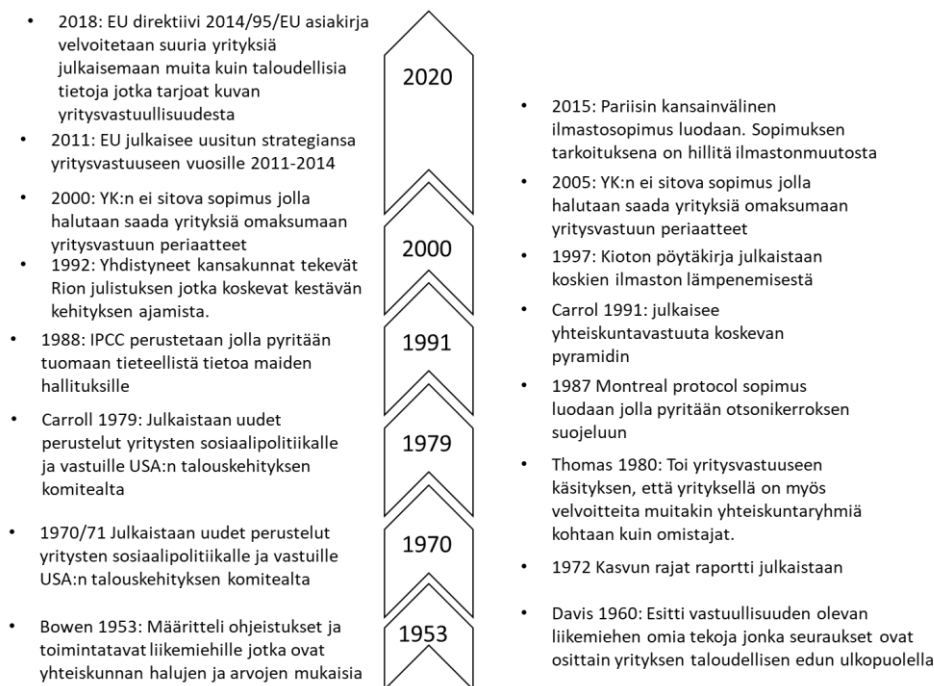 • 2018: EU direktiivi 2014/95/EU asiakirja
velvoitetaan suuria yrityksiä
julkaisemaan muita kuin taloudellisia
tietoja jotka tarjoat kuvan
yritysvastuullisuudesta
• 2011: EU julkaisee uusitun strategiansa
yritysvastuuseen vuosille 2011-2014
• 2000: YK:n ei sitova sopimus jolla
halutaan saada yrityksiä omaksumaan
yritysvastuun periaatteet
• 1992: Yhdistyneet kansakunnat tekevät
Rion julistuksen jotka koskevat kestävän
kehityksen ajamista.
• 1988: IPCC perustetaan jolla pyritään
tuomaan tieteellistä tietoa maiden
hallituksille
• Carroll 1979: Julkaistaan uudet
perustelut yritysten sosiaalipolitiikalle
ja vastuille USA:n talouskehityksen
komitealta
• 1970/71 Julkaistaan uudet perustelut
yritysten sosiaalipolitiikalle ja vastuille
USA:n talouskehityksen komitealta
• Bowen 1953: Määritteli ohjeistukset ja
toimintatavat liikemiehille jotka ovat
yhteiskunnan halujen ja arvojen mukaisia
2020
2000
1991
1979
1970
1953
• 2015: Pariisin kansainvälinen
ilmastosopimus luodaan. Sopimuksen
tarkoituksena on hillitä ilmastonmuutosta
• 2005: YK:n ei sitova sopimus jolla
halutaan saada yrityksiä omaksumaan
yritysvastuun periaatteet
• 1997: Kioton pöytäkirja julkaistaan
koskien ilmaston lämpenemisestä
• Carrol 1991: julkaisee
yhteiskuntavastuuta koskevan
pyramidin
• 1987 Montreal protocol sopimus
luodaan jolla pyritään otsonikerroksen
suojeluun
• Thomas 1980: Toi yritysvastuuseen
käsityksen, että yrityksellä on myös
velvoitteita muitakin yhteiskuntaryhmiä
kohtaan kuin omistajat.
• 1972 Kasvun rajat raportti julkaistaan
• Davis 1960: Esitti vastuullisuuden olevan
liikemiehen omia tekoja jonka seuraukset ovat
osittain yrityksen taloudellisen edun ulkopuolella